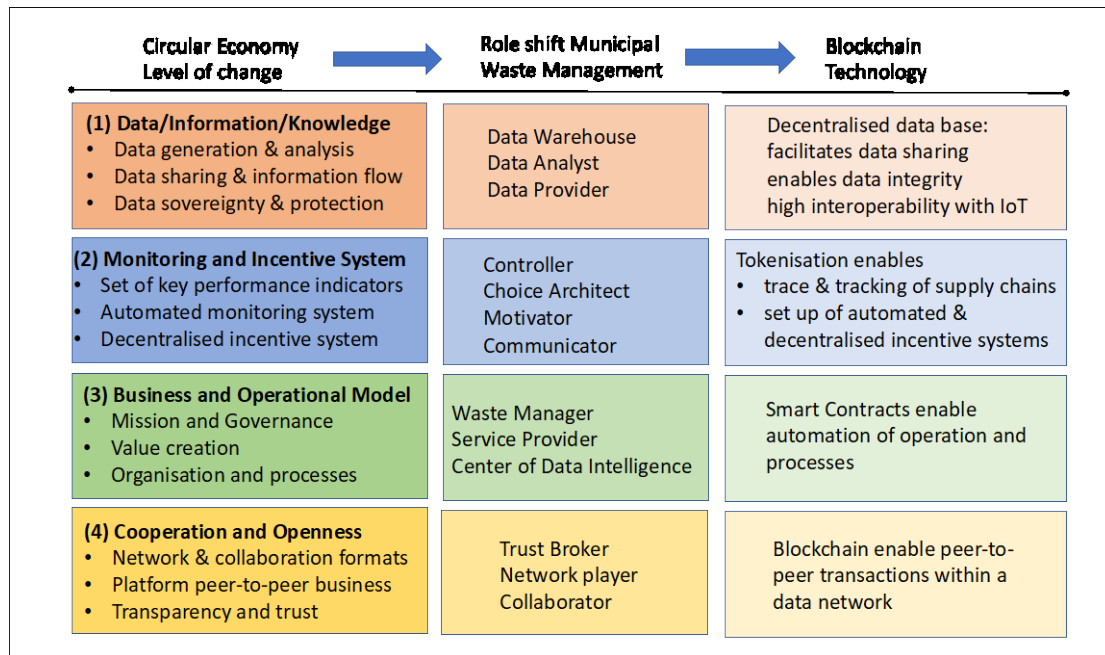 Circular Economy
Level of change
Role shift Municipal
Waste Management
Blockchain
Technology
(1) Data/Information/Knowledge
• Data generation & analysis
• Data sharing & information flow
• Data sovereignty & protection
Data Warehouse
Data Analyst
Data Provider
Decentralised data base:
facilitates data sharing
enables data integrity
high interoperability with IoT
(2) Monitoring and Incentive System
• Set of key performance indicators
• Automated monitoring system
• Decentralised incentive system
Controller
Choice Architect
Motivator
Communicator
Tokenisation enables
• trace & tracking of supply chains
• set up of automated &
decentralised incentive systems
(3) Business and Operational Model
• Mission and Governance
• Value creation
• Organisation and processes
Waste Manager
Service Provider
Center of Data Intelligence
Smart Contracts enable
automation of operation and
processes
(4) Cooperation and Openness
• Network & collaboration formats
• Platform peer-to-peer business
• Transparency and trust
Trust Broker
Network player
Collaborator
Blockchain enable peer-to-
peer transactions within a
data network